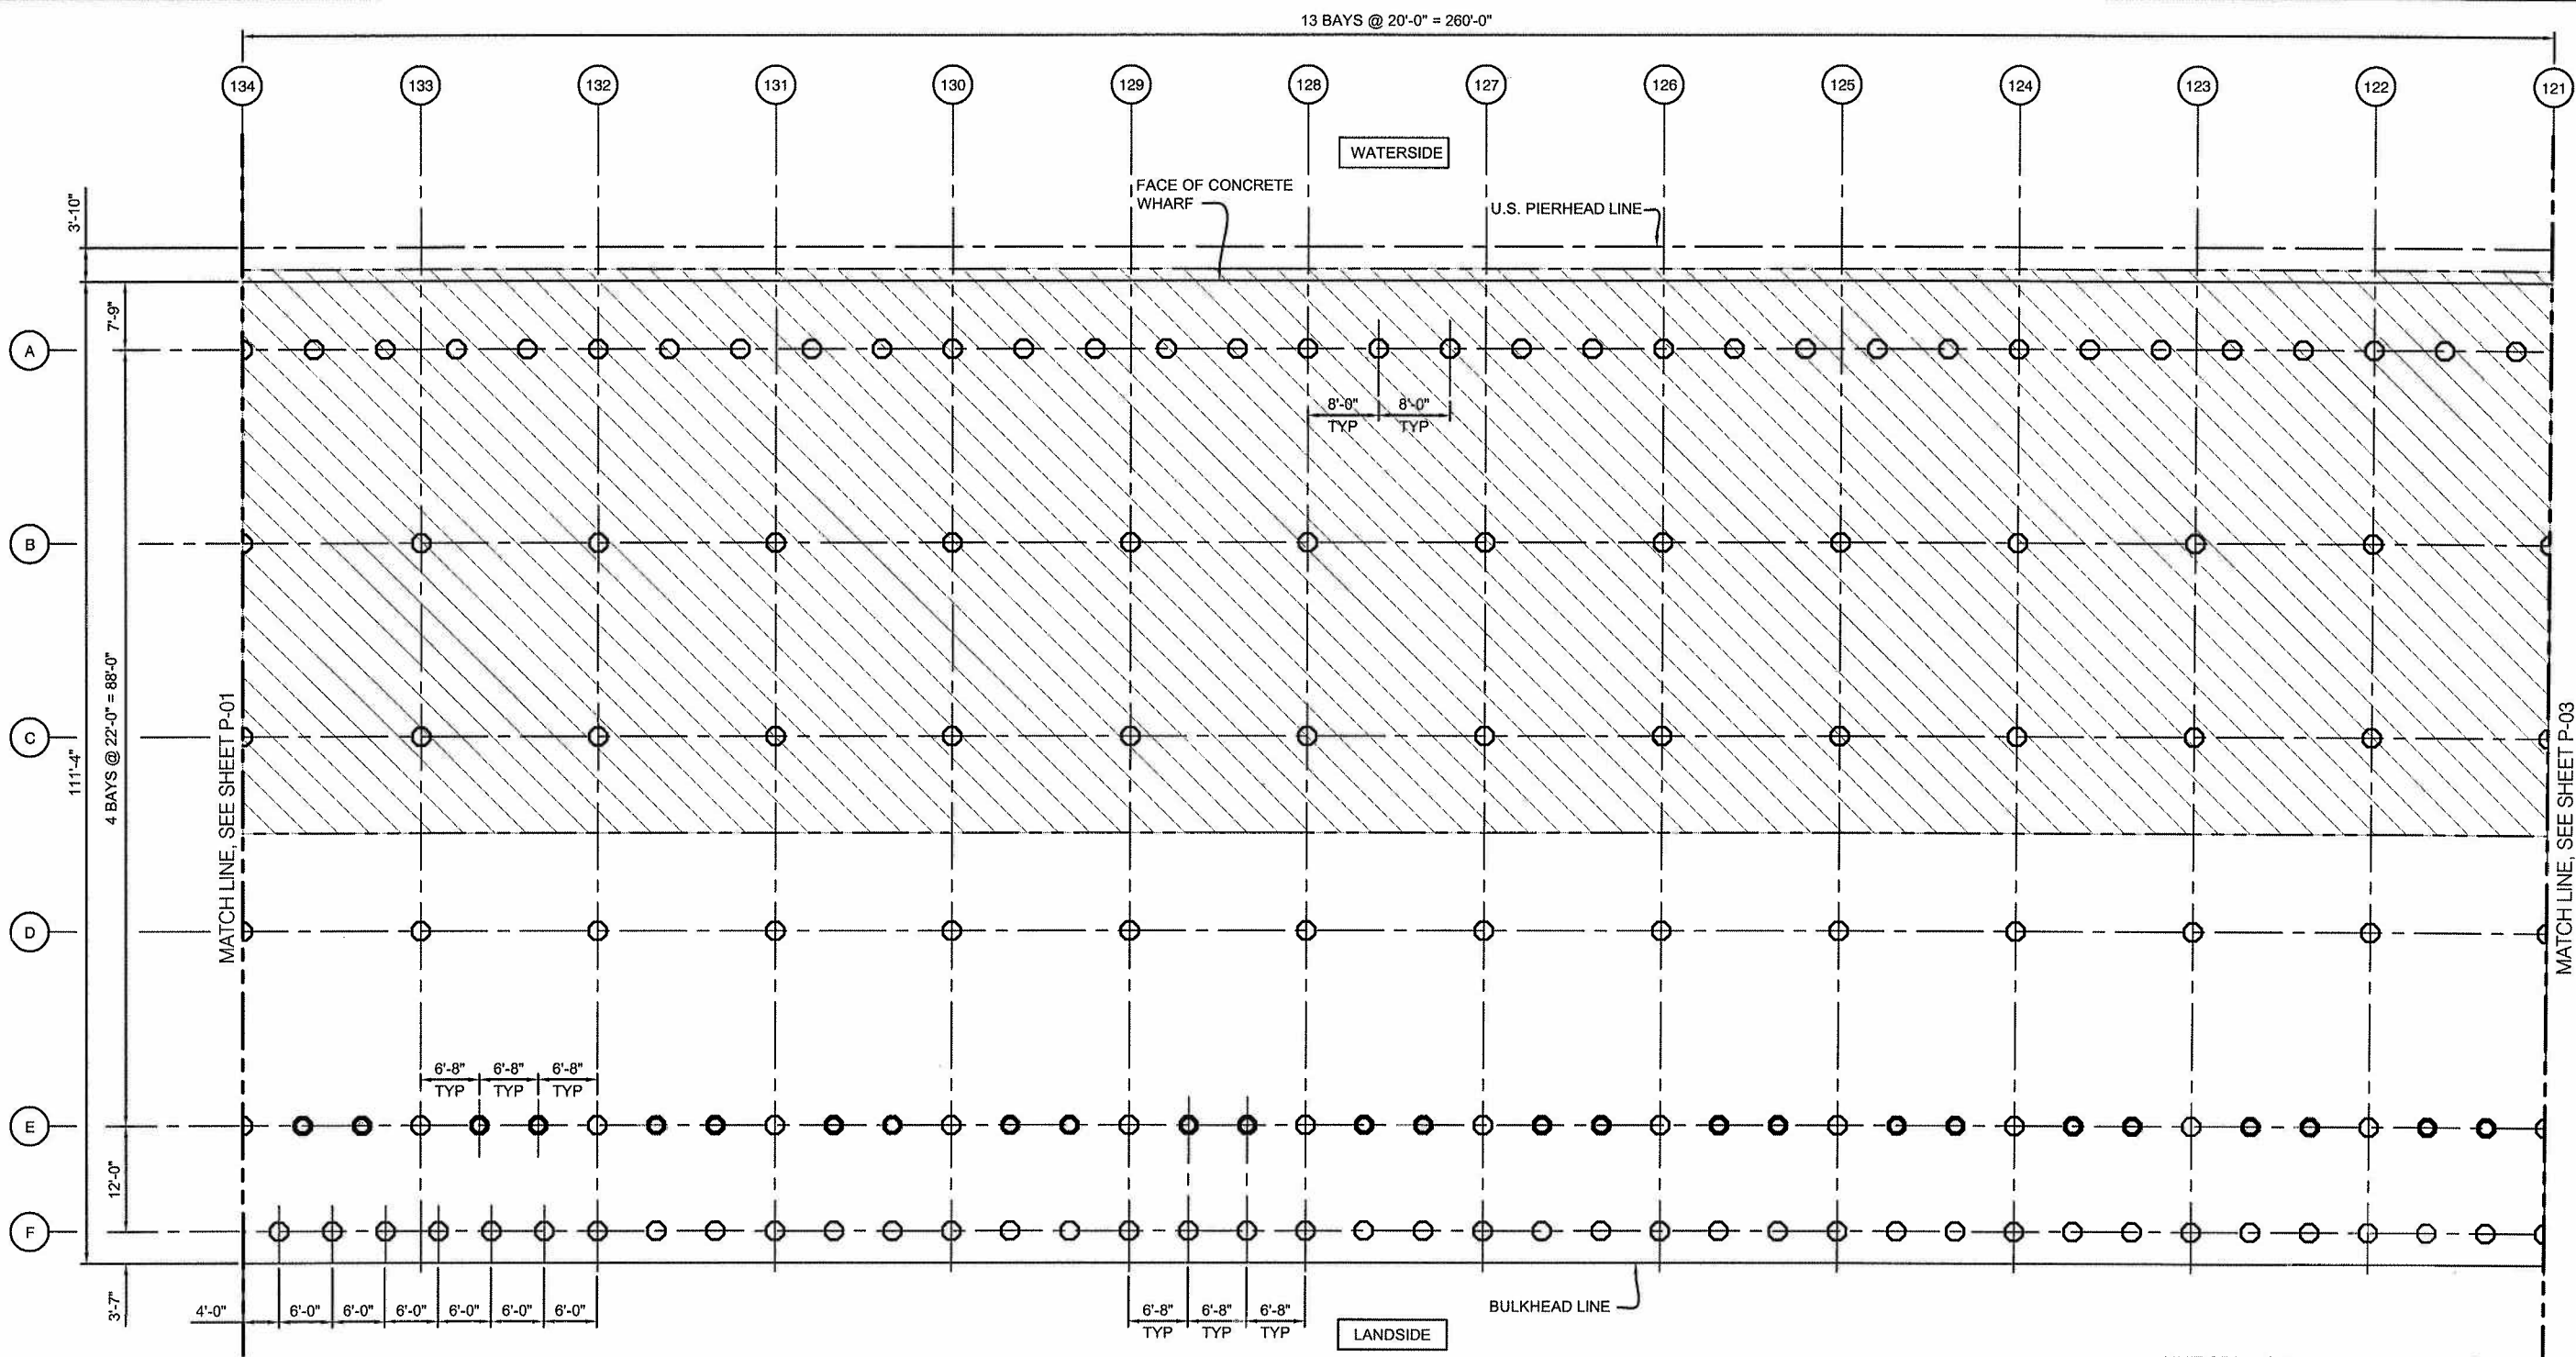 13 BAYS @ 20'-0" = 260'-0"
134 133 132 131 130 129 128 127 126 125 124 123 122 121
WATERSIDE
FACE OF CONCRETE
WHARF
U.S. PIERHEAD LINE
3'-10"
7'-9"
A
8'-0" 8'-0"
TYP TYP
B
C
111'-4"
4 BAYS @ 22'-0" = 88'-0"
MATCH LINE, SEE SHEET P-01
MATCH LINE, SEE SHEET P-03
D
6'-8" 6'-8" 6'-8"
TYP TYP TYP
E
12'-0"
F
3'-7"
4'-0" 6'-0" 6'-0" 6'-0" 6'-0" 6'-0" 6'-0"
6'-8" 6'-8" 6'-8"
TYP TYP TYP
BULKHEAD LINE
LANDSIDE